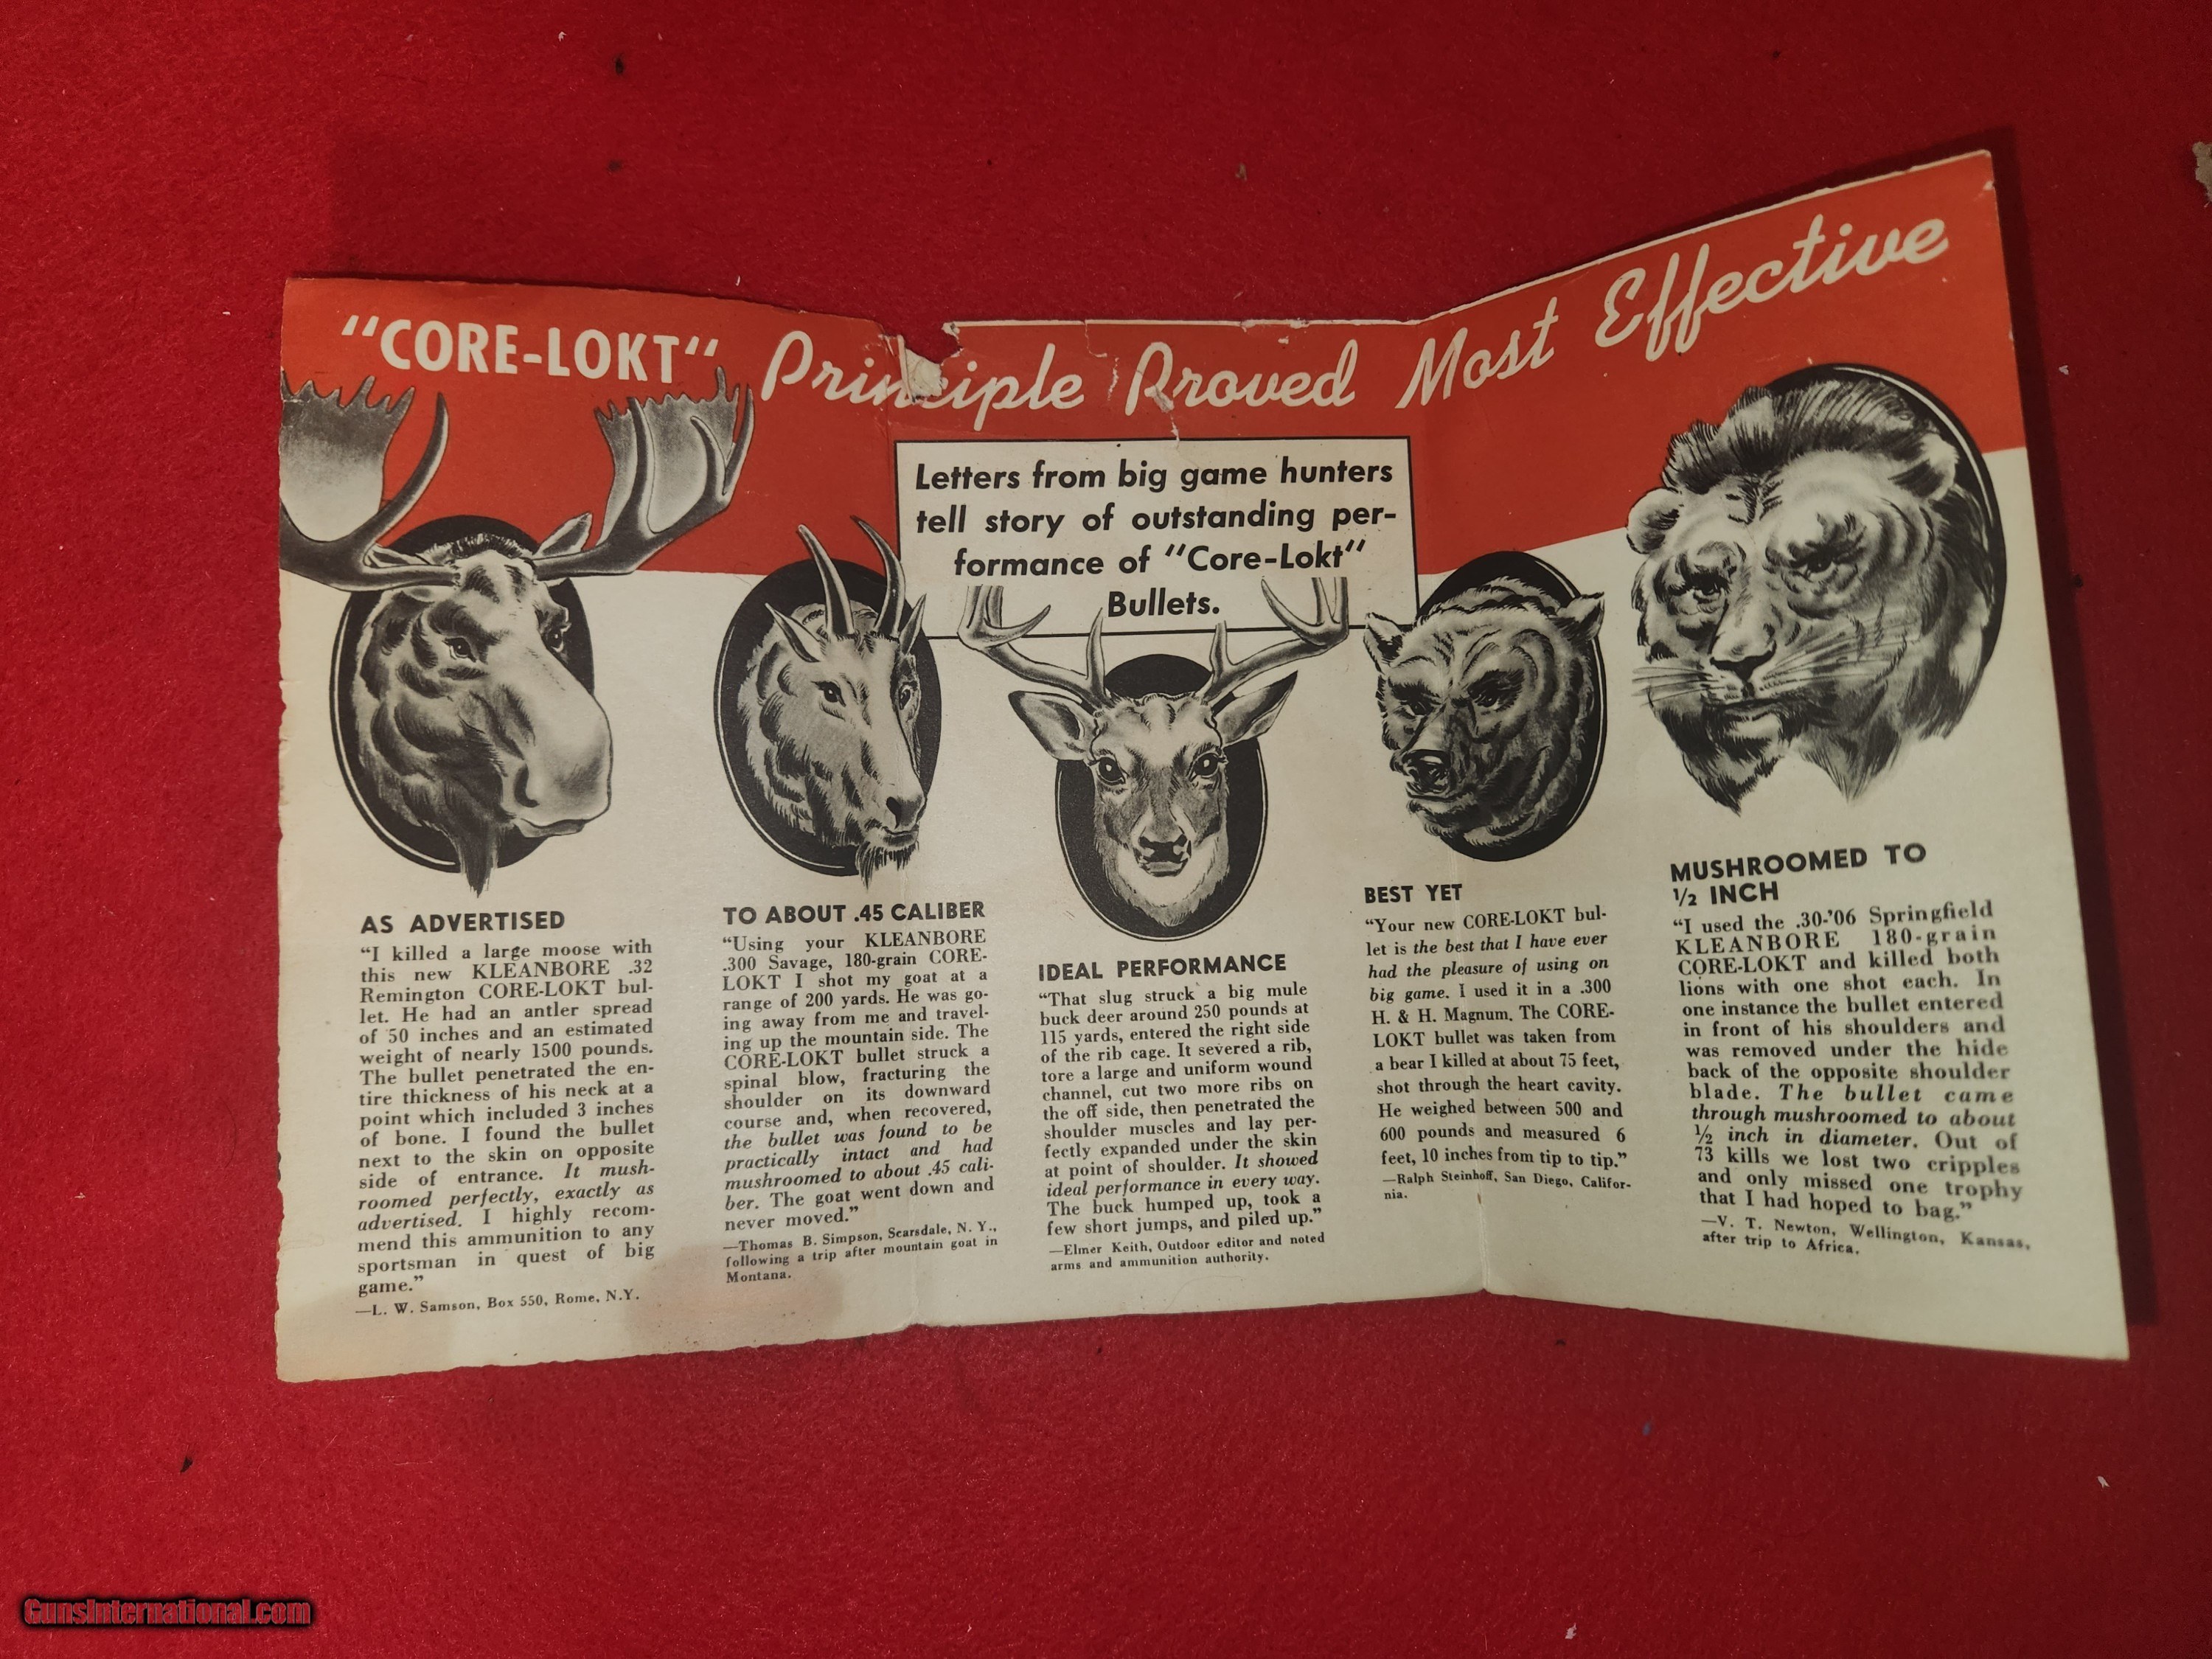 "CORE-LOKT" Principle Proved Most Effective
Letters from big game hunters
tell story of outstanding per-
formance of "Core-Lokt"
Bullets.
AS ADVERTISED
"I killed a large moose with
this new KLEANBORE .32
Remington CORE-LOKT bul-
let. He had an antler spread
of 50 inches and an estimated
weight of nearly 1500 pounds.
The bullet penetrated the en-
tire thickness of his neck at a
point which included 3 inches
of bone. I found the bullet
next to the skin on opposite
side of entrance. It mush-
roomed perfectly, exactly as
advertised. I highly recom-
mend this ammunition to any
sportsman in quest of big
game."
—L. W. Samson, Box 550, Rome, N.Y.
TO ABOUT .45 CALIBER
"Using your KLEANBORE
.300 Savage, 180-grain CORE-
LOKT I shot my goat at a
range of 200 yards. He was go-
ing away from me and travel-
ing up the mountain side. The
CORE-LOKT bullet struck a
spinal blow, fracturing the
shoulder on its downward
course and, when recovered,
the bullet was found to be
practically intact and had
mushroomed to about .45 cali-
ber. The goat went down and
never moved."
—Thomas B. Simpson, Scarsdale, N. Y.,
following a trip after mountain goat in
Montana.
IDEAL PERFORMANCE
"That slug struck a big mule
buck deer around 250 pounds at
115 yards, entered the right side
of the rib cage. It severed a rib,
tore a large and uniform wound
channel, cut two more ribs on
the off side, then penetrated the
shoulder muscles and lay per-
fectly expanded under the skin
at point of shoulder. It showed
ideal performance in every way.
The buck humped up, took a
few short jumps, and piled up."
—Elmer Keith, Outdoor editor and noted
arms and ammunition authority.
BEST YET
"Your new CORE-LOKT bul-
let is the best that I have ever
had the pleasure of using on
big game. I used it in a .300
H. & H. Magnum. The CORE-
LOKT bullet was taken from
a bear I killed at about 75 feet,
shot through the heart cavity.
He weighed between 500 and
600 pounds and measured 6
feet, 10 inches from tip to tip."
—Ralph Steinhoff, San Diego, Califor-
nia.
MUSHROOMED TO
½ INCH
"I used the .30-'06 Springfield
KLEANBORE 180-grain
CORE-LOKT and killed both
lions with one shot each. In
one instance the bullet entered
in front of his shoulders and
was removed under the hide
back of the opposite shoulder
blade. The bullet came
through mushroomed to about
½ inch in diameter. Out of
73 kills we lost two cripples
and only missed one trophy
that I had hoped to bag."
—V. T. Newton, Wellington, Kansas,
after trip to Africa.
GunsInternational.com